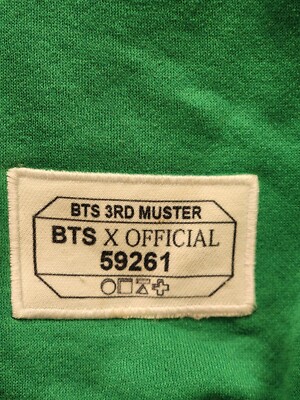 BTS 3RD MUSTER
BTS X OFFICIAL
59261